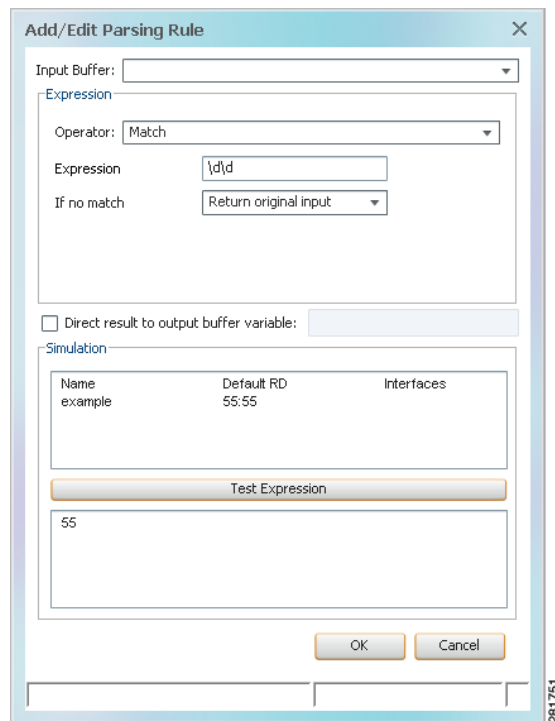 Add/Edit Parsing Rule
Input Buffer:
Expression
Operator: Match
Expression \d\d
If no match Return original input
Direct result to output buffer variable:
Simulation
Name Default RD Interfaces
example 55:55
Test Expression
55
OK Cancel